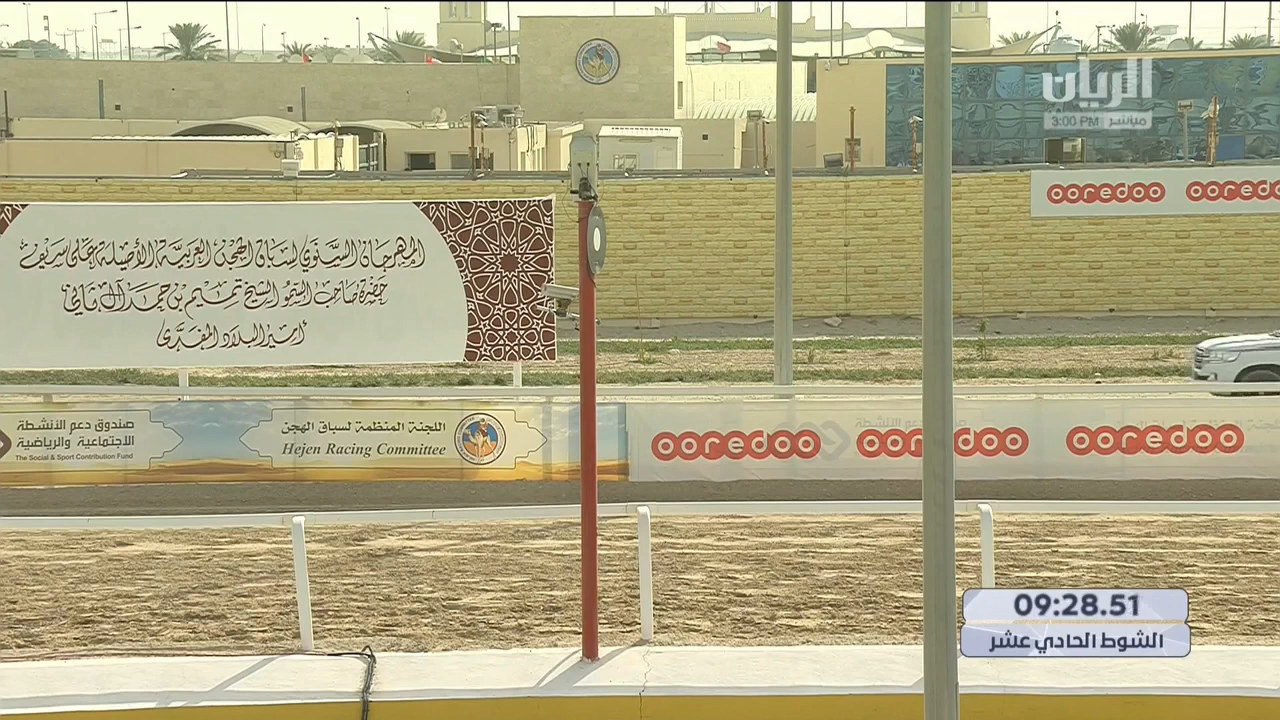 الريان
3:00 PM مباشر
ooredoo ooredoo
المهرجان السنوي لسباق الهجن العربية الأصيلة على سيف
حضرة صاحب السمو الشيخ تميم بن حمد آل ثاني
أمير البلاد المفدى
صندوق دعم الأنشطة
الاجتماعية والرياضية
The Social & Sport Contribution Fund
اللجنة المنظمة لسباق الهجن
Hejen Racing Committee
ooredoo ooredoo ooredoo
09:28.51
الشوط الحادي عشر